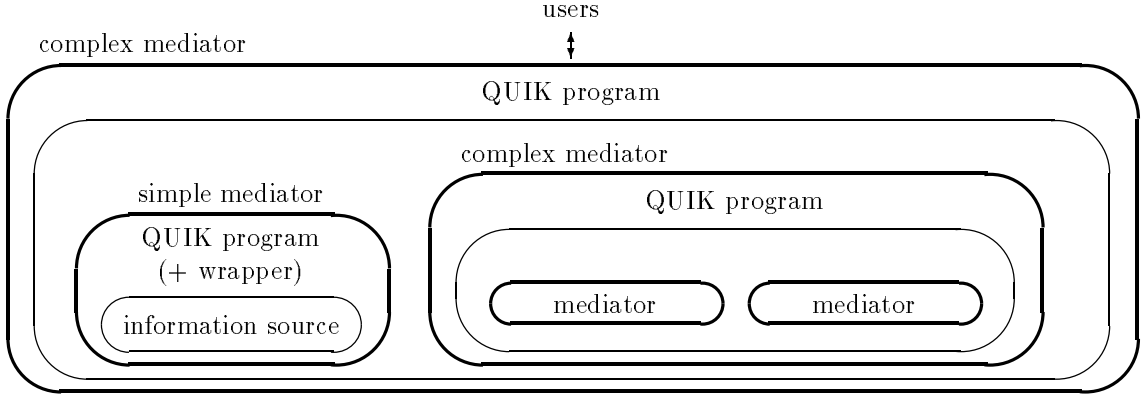 users
complex mediator
QUIK program
complex mediator
simple mediator
QUIK program
QUIK program
(+ wrapper)
mediator
mediator
information source